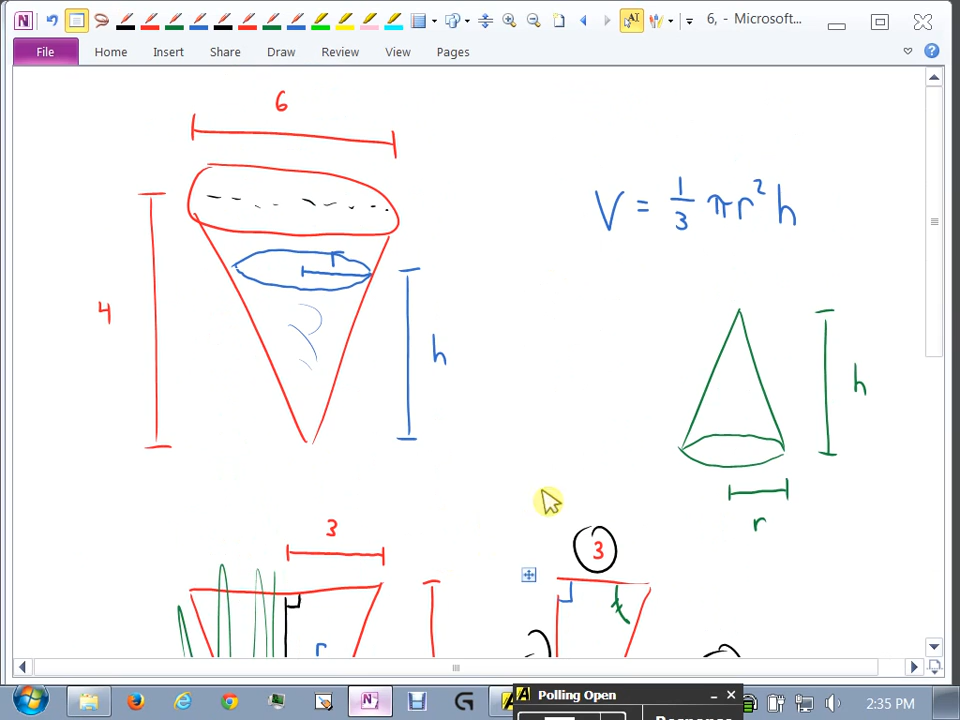 6, - Microsoft...
File Home Insert Share Draw Review View Pages
6
V = 1/3 πr² h
r
4
h
h
r
3
3
r
Polling Open
2:35 PM